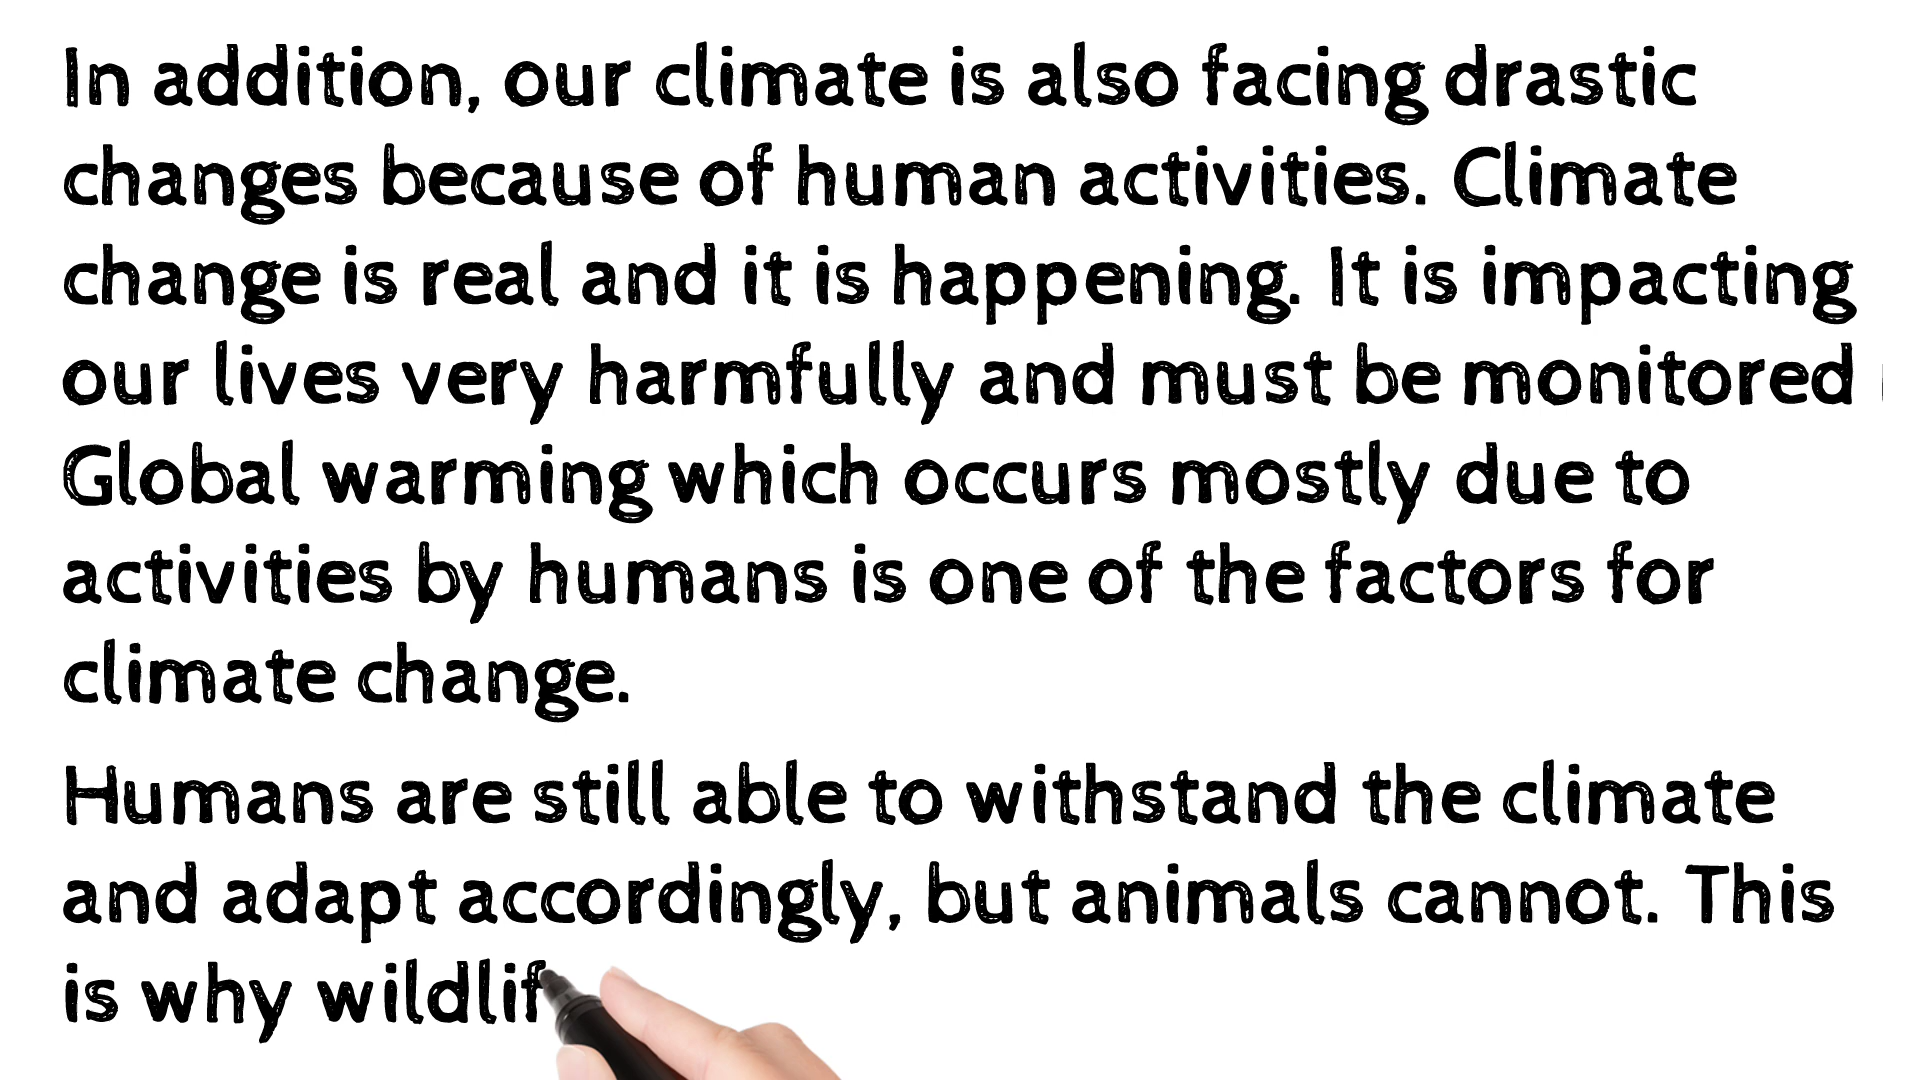 In addition, our climate is also facing drastic
changes because of human activities. Climate
change is real and it is happening. It is impacting
our lives very harmfully and must be monitored
Global warming which occurs mostly due to
activities by humans is one of the factors for
climate change.
Humans are still able to withstand the climate
and adapt accordingly, but animals cannot. This
is why wildlif